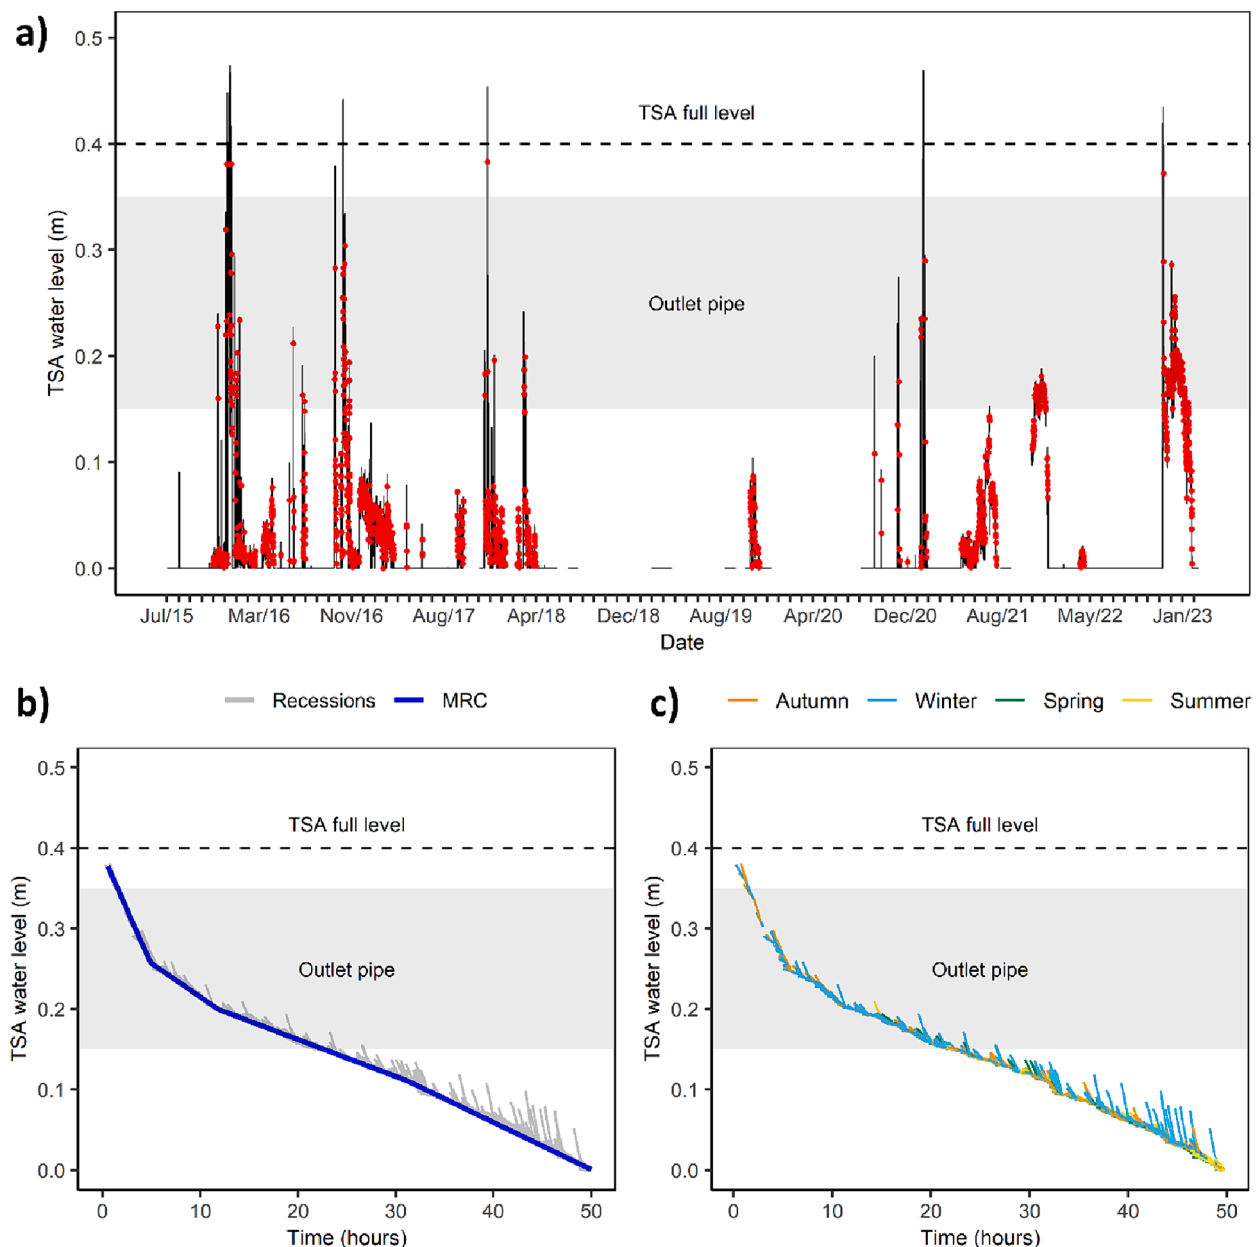 a)
0.5
TSA full level
0.4
0.3
Outlet pipe
0.2
0.1
0.0
TSA water level (m)
Jul/15 Mar/16 Nov/16 Aug/17 Apr/18 Dec/18 Aug/19 Apr/20 Dec/20 Aug/21 May/22 Jan/23
Date
b)
Recessions MRC
0.5
TSA full level
0.4
0.3
Outlet pipe
0.2
0.1
0.0
TSA water level (m)
0 10 20 30 40 50
Time (hours)
c)
Autumn Winter Spring Summer
0.5
TSA full level
0.4
0.3
Outlet pipe
0.2
0.1
0.0
TSA water level (m)
0 10 20 30 40 50
Time (hours)